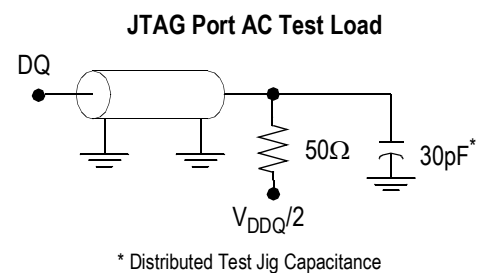 JTAG Port AC Test Load
DQ
50Ω
30pF*
VDDQ/2
* Distributed Test Jig Capacitance